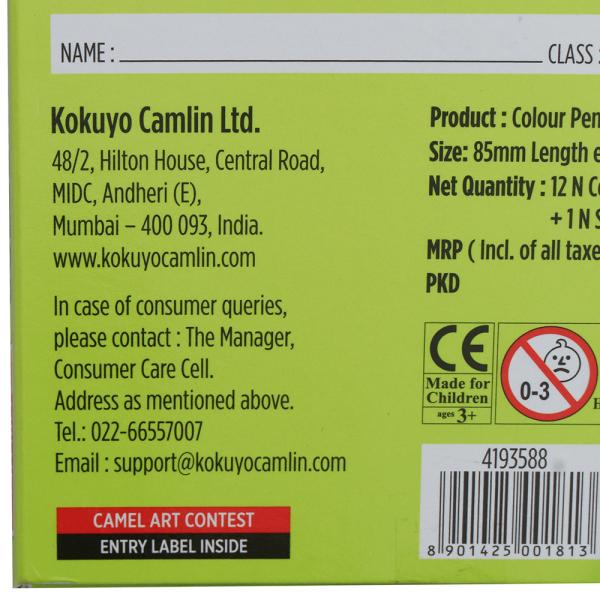 NAME : CLASS :
Kokuyo Camlin Ltd.
48/2, Hilton House, Central Road,
MIDC, Andheri (E),
Mumbai – 400 093, India.
www.kokuyocamlin.com
In case of consumer queries,
please contact : The Manager,
Consumer Care Cell.
Address as mentioned above.
Tel.: 022-66557007
Email : support@kokuyocamlin.com
CAMEL ART CONTEST
ENTRY LABEL INSIDE
Product : Colour Pen
Size: 85mm Length
Net Quantity : 12 N
+ 1 N
MRP ( Incl. of all taxe
PKD
CE
Made for
Children
ages 3+
0-3
4193588
8 901425 001813